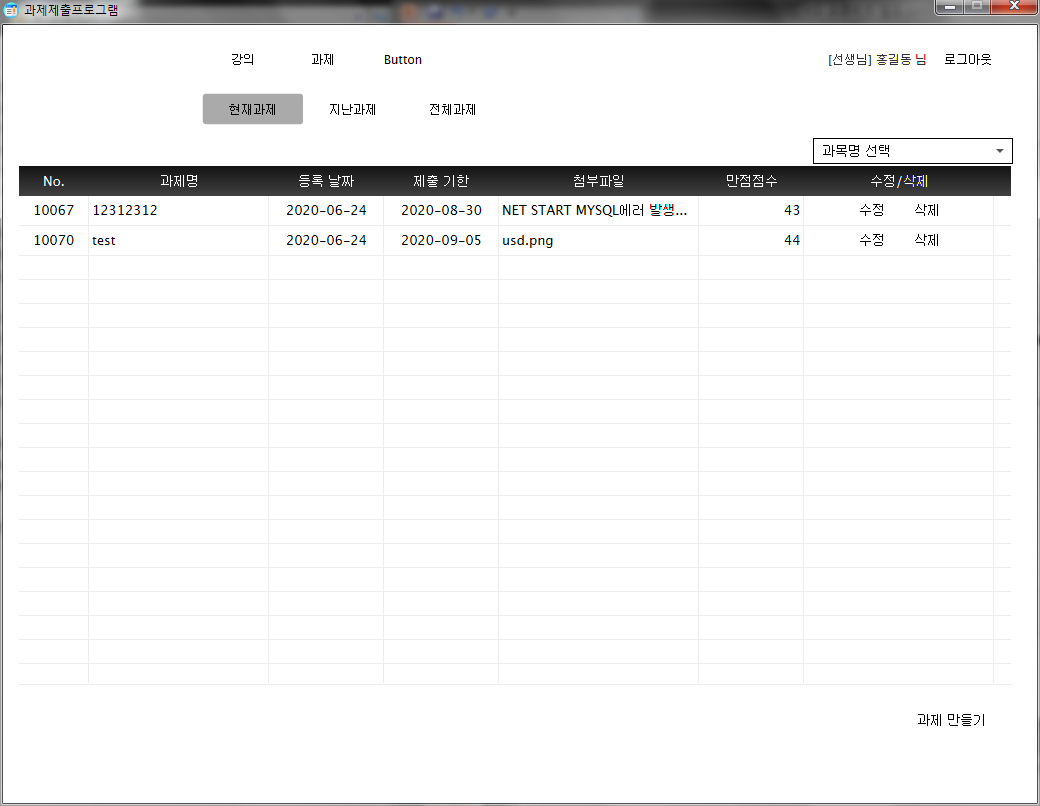 과제제출프로그램
강의 과제 Button [선생님] 홍길동 님 로그아웃
현재과제 지난과제 전체과제
과목명 선택
No. 과제명 등록 날짜 제출 기한 첨부파일 만점점수 수정/삭제
10067 12312312 2020-06-24 2020-08-30 NET START MYSQL에러 발생... 43 수정 삭제
10070 test 2020-06-24 2020-09-05 usd.png 44 수정 삭제
과제 만들기